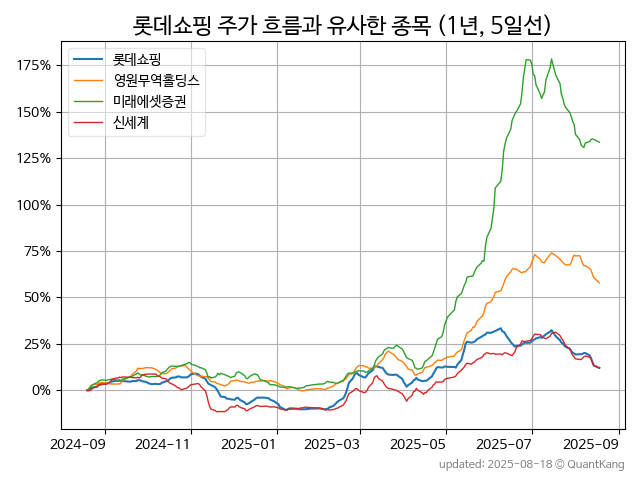 롯데쇼핑 주가 흐름과 유사한 종목 (1년, 5일선)
롯데쇼핑
영원무역홀딩스
미래에셋증권
신세계
175%
150%
125%
100%
75%
50%
25%
0%
2024-09 2024-11 2025-01 2025-03 2025-05 2025-07 2025-09
updated: 2025-08-18 © QuantKang